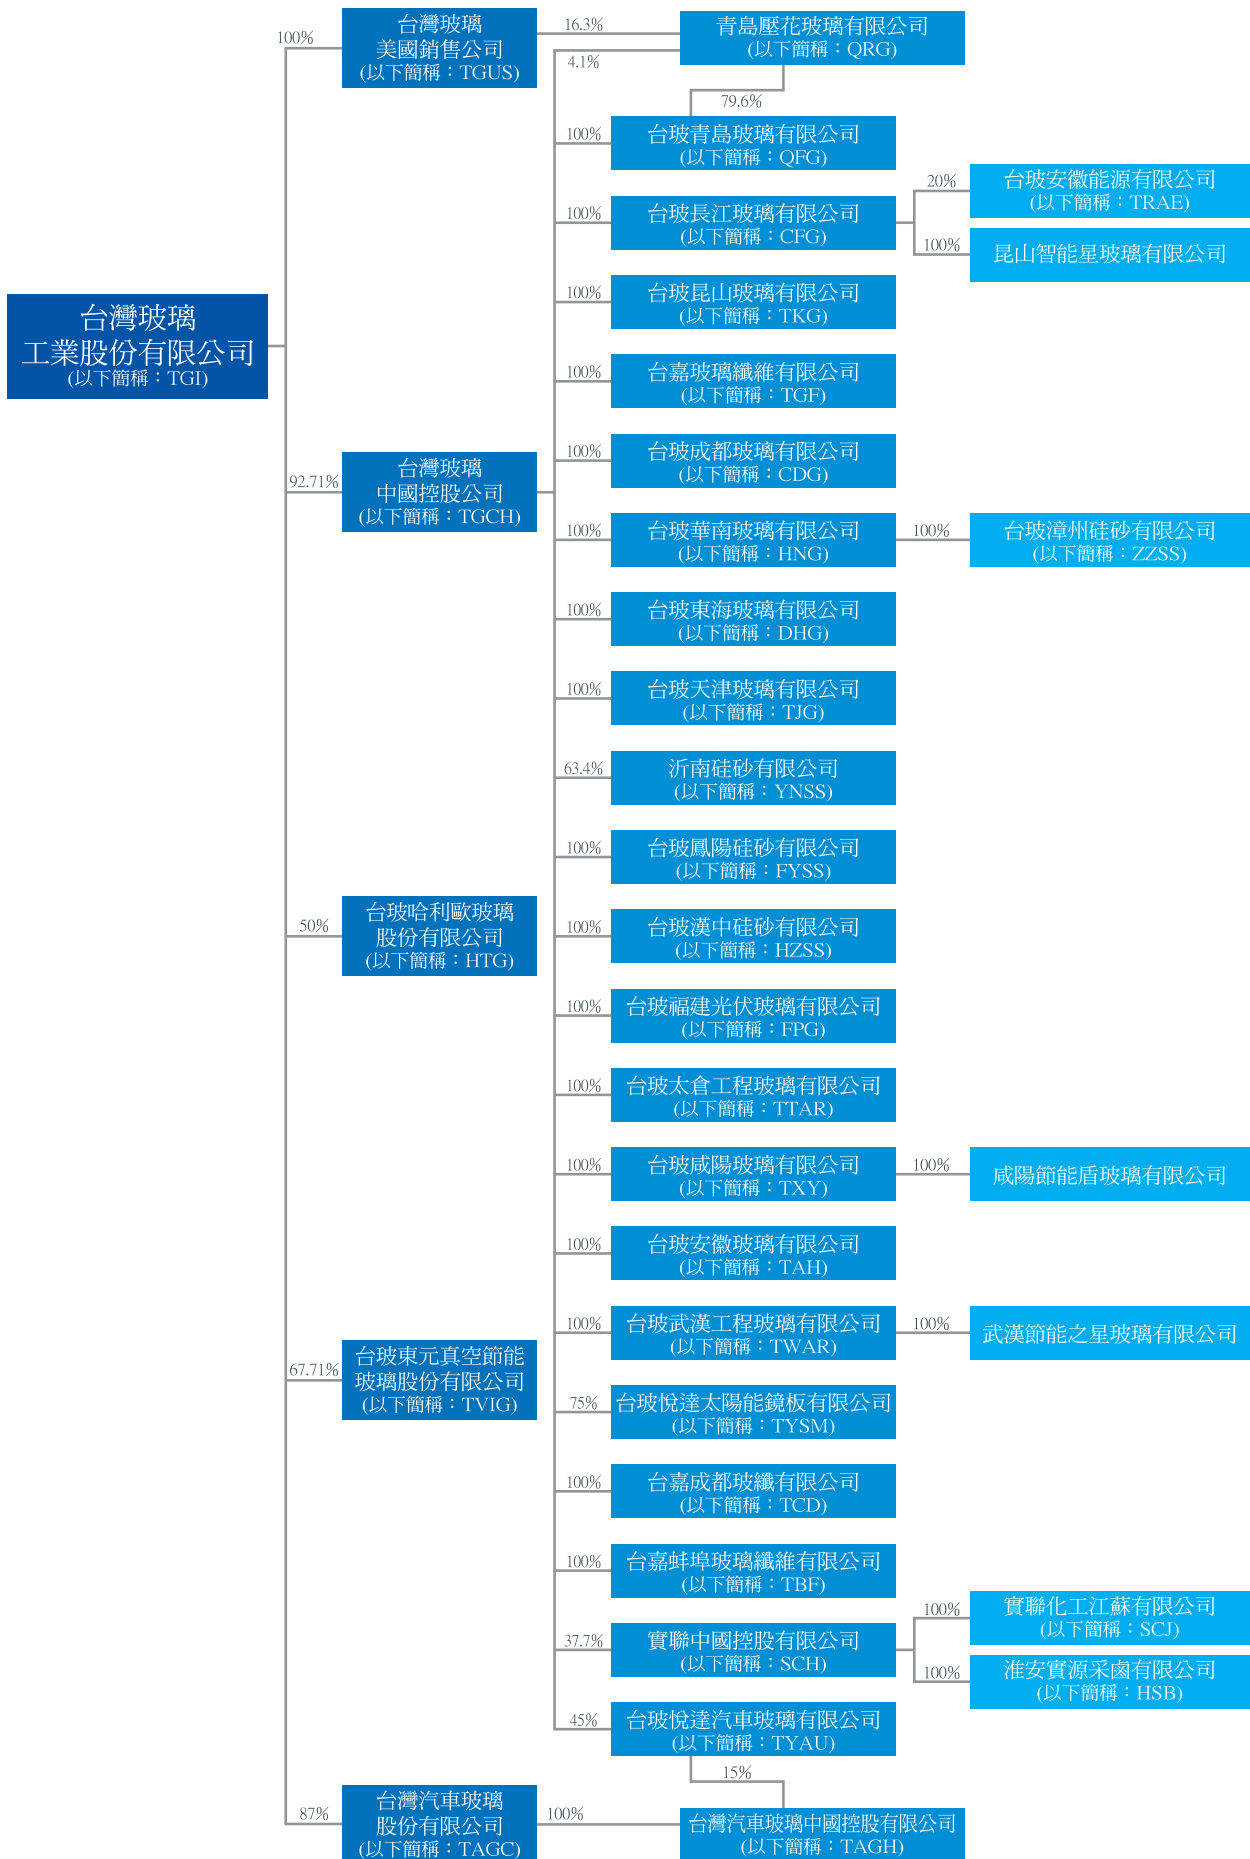 台灣玻璃
工業股份有限公司
(以下簡稱：TGI)
100%
台灣玻璃
美國銷售公司
(以下簡稱：TGUS)
92.71%
台灣玻璃
中國控股公司
(以下簡稱：TGCH)
50%
台玻哈利歐玻璃
股份有限公司
(以下簡稱：HTG)
67.71%
台玻東元真空節能
玻璃股份有限公司
(以下簡稱：TVIG)
87%
台灣汽車玻璃
股份有限公司
(以下簡稱：TAGC)
16.3%
4.1%
青島壓花玻璃有限公司
(以下簡稱：QRG)
79.6%
100%
台玻青島玻璃有限公司
(以下簡稱：QFG)
100%
台玻長江玻璃有限公司
(以下簡稱：CFG)
20%
台玻安徽能源有限公司
(以下簡稱：TRAE)
100%
昆山智能星玻璃有限公司
100%
台玻昆山玻璃有限公司
(以下簡稱：TKG)
100%
台嘉玻璃纖維有限公司
(以下簡稱：TGF)
100%
台玻成都玻璃有限公司
(以下簡稱：CDG)
100%
台玻華南玻璃有限公司
(以下簡稱：HNG)
100%
台玻漳州硅砂有限公司
(以下簡稱：ZZSS)
100%
台玻東海玻璃有限公司
(以下簡稱：DHG)
100%
台玻天津玻璃有限公司
(以下簡稱：TJG)
63.4%
沂南硅砂有限公司
(以下簡稱：YNSS)
100%
台玻鳳陽硅砂有限公司
(以下簡稱：FYSS)
100%
台玻漢中硅砂有限公司
(以下簡稱：HZSS)
100%
台玻福建光伏玻璃有限公司
(以下簡稱：FPG)
100%
台玻太倉工程玻璃有限公司
(以下簡稱：TTAR)
100%
台玻咸陽玻璃有限公司
(以下簡稱：TXY)
100%
咸陽節能盾玻璃有限公司
100%
台玻安徽玻璃有限公司
(以下簡稱：TAH)
100%
台玻武漢工程玻璃有限公司
(以下簡稱：TWAR)
100%
武漢節能之星玻璃有限公司
75%
台玻悅達太陽能鏡板有限公司
(以下簡稱：TYSM)
100%
台嘉成都玻纖有限公司
(以下簡稱：TCD)
100%
台嘉蚌埠玻璃纖維有限公司
(以下簡稱：TBF)
37.7%
實聯中國控股有限公司
(以下簡稱：SCH)
100%
實聯化工江蘇有限公司
(以下簡稱：SCJ)
100%
淮安實源采鹵有限公司
(以下簡稱：HSB)
45%
台玻悅達汽車玻璃有限公司
(以下簡稱：TYAU)
15%
100%
台灣汽車玻璃中國控股有限公司
(以下簡稱：TAGH)